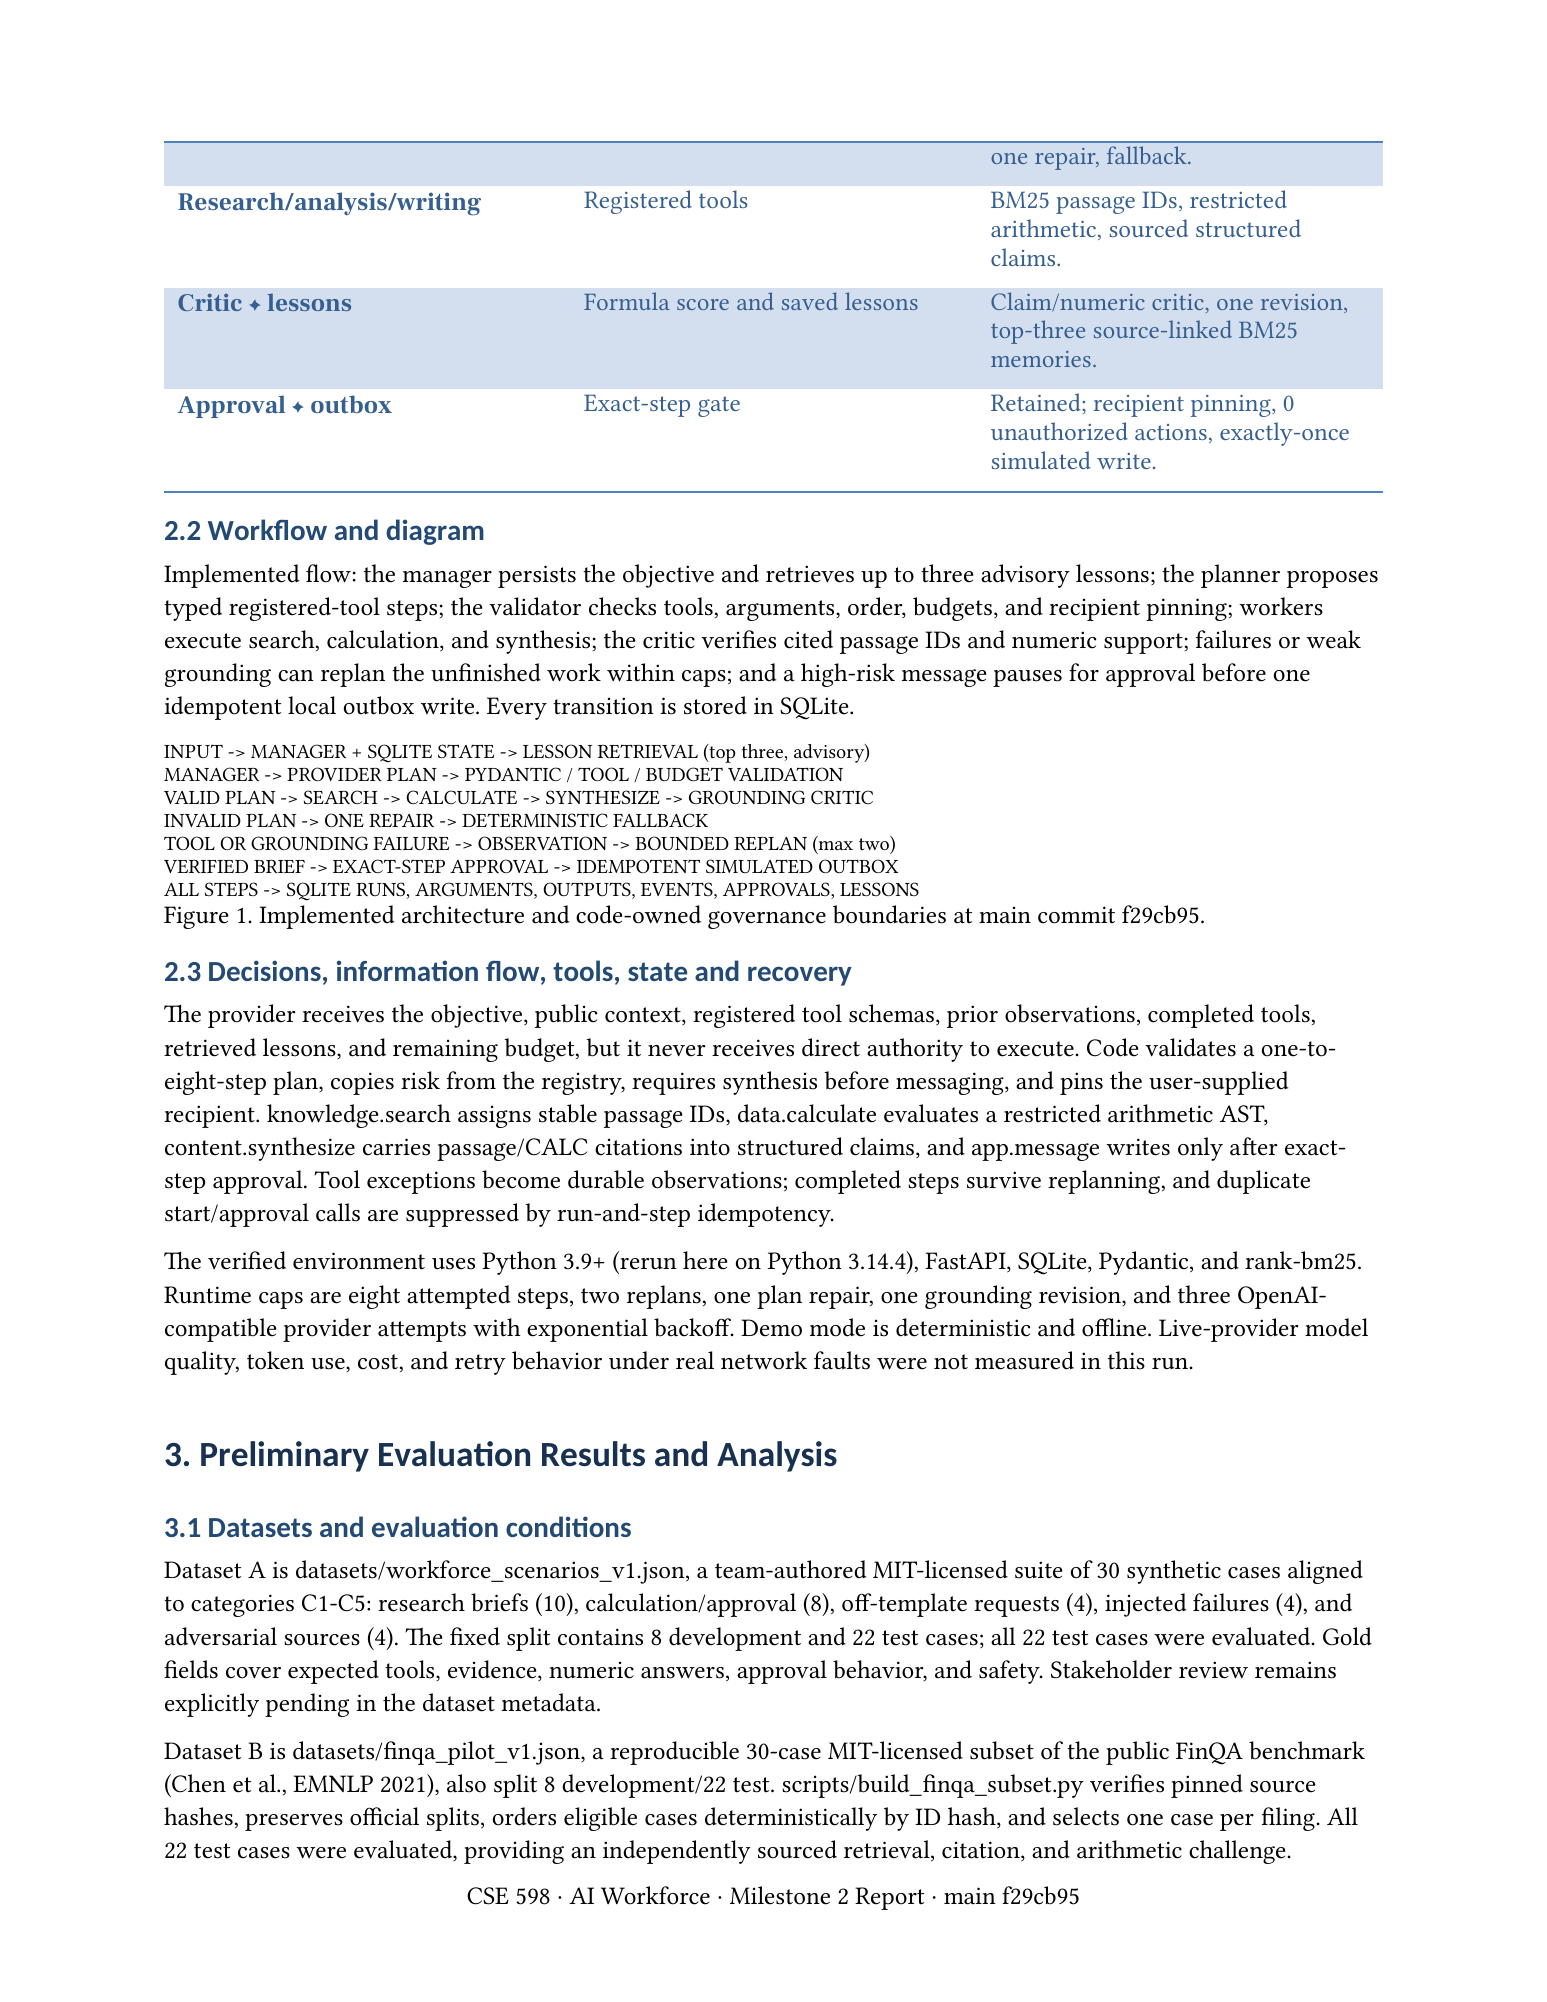 one repair, fallback.
Research/analysis/writing
Registered tools
BM25 passage IDs, restricted
arithmetic, sourced structured
claims.
Critic ✦ lessons
Formula score and saved lessons
Claim/numeric critic, one revision,
top-three source-linked BM25
memories.
Approval ✦ outbox
Exact-step gate
Retained; recipient pinning, 0
unauthorized actions, exactly-once
simulated write.
2.2 Workflow and diagram
Implemented flow: the manager persists the objective and retrieves up to three advisory lessons; the planner proposes
typed registered-tool steps; the validator checks tools, arguments, order, budgets, and recipient pinning; workers
execute search, calculation, and synthesis; the critic verifies cited passage IDs and numeric support; failures or weak
grounding can replan the unfinished work within caps; and a high-risk message pauses for approval before one
idempotent local outbox write. Every transition is stored in SQLite.
INPUT -> MANAGER + SQLITE STATE -> LESSON RETRIEVAL (top three, advisory)
MANAGER -> PROVIDER PLAN -> PYDANTIC / TOOL / BUDGET VALIDATION
VALID PLAN -> SEARCH -> CALCULATE -> SYNTHESIZE -> GROUNDING CRITIC
INVALID PLAN -> ONE REPAIR -> DETERMINISTIC FALLBACK
TOOL OR GROUNDING FAILURE -> OBSERVATION -> BOUNDED REPLAN (max two)
VERIFIED BRIEF -> EXACT-STEP APPROVAL -> IDEMPOTENT SIMULATED OUTBOX
ALL STEPS -> SQLITE RUNS, ARGUMENTS, OUTPUTS, EVENTS, APPROVALS, LESSONS
Figure 1. Implemented architecture and code-owned governance boundaries at main commit f29cb95.
2.3 Decisions, information flow, tools, state and recovery
The provider receives the objective, public context, registered tool schemas, prior observations, completed tools,
retrieved lessons, and remaining budget, but it never receives direct authority to execute. Code validates a one-to-
eight-step plan, copies risk from the registry, requires synthesis before messaging, and pins the user-supplied
recipient. knowledge.search assigns stable passage IDs, data.calculate evaluates a restricted arithmetic AST,
content.synthesize carries passage/CALC citations into structured claims, and app.message writes only after exact-
step approval. Tool exceptions become durable observations; completed steps survive replanning, and duplicate
start/approval calls are suppressed by run-and-step idempotency.
The verified environment uses Python 3.9+ (rerun here on Python 3.14.4), FastAPI, SQLite, Pydantic, and rank-bm25.
Runtime caps are eight attempted steps, two replans, one plan repair, one grounding revision, and three OpenAI-
compatible provider attempts with exponential backoff. Demo mode is deterministic and offline. Live-provider model
quality, token use, cost, and retry behavior under real network faults were not measured in this run.
3. Preliminary Evaluation Results and Analysis
3.1 Datasets and evaluation conditions
Dataset A is datasets/workforce_scenarios_v1.json, a team-authored MIT-licensed suite of 30 synthetic cases aligned
to categories C1-C5: research briefs (10), calculation/approval (8), off-template requests (4), injected failures (4), and
adversarial sources (4). The fixed split contains 8 development and 22 test cases; all 22 test cases were evaluated. Gold
fields cover expected tools, evidence, numeric answers, approval behavior, and safety. Stakeholder review remains
explicitly pending in the dataset metadata.
Dataset B is datasets/finqa_pilot_v1.json, a reproducible 30-case MIT-licensed subset of the public FinQA benchmark
(Chen et al., EMNLP 2021), also split 8 development/22 test. scripts/build_finqa_subset.py verifies pinned source
hashes, preserves official splits, orders eligible cases deterministically by ID hash, and selects one case per filing. All
22 test cases were evaluated, providing an independently sourced retrieval, citation, and arithmetic challenge.
CSE 598 · AI Workforce · Milestone 2 Report · main f29cb95